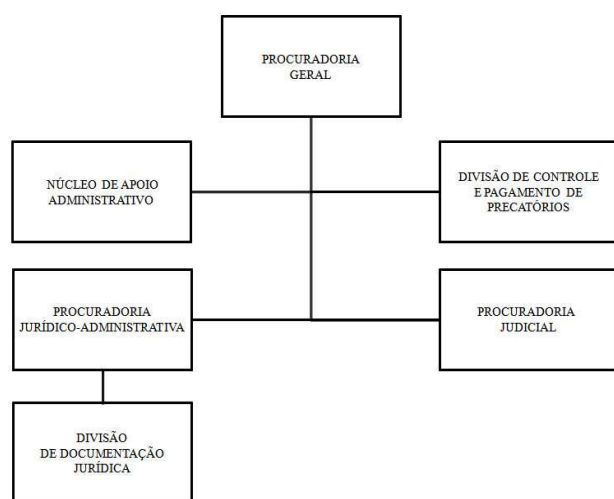 PROCURADORIA
GERAL
NÚCLEO DE APOIO
ADMINISTRATIVO
DIVISÃO DE CONTROLE
E PAGAMENTO DE
PRECATÓRIOS
PROCURADORIA
JURÍDICO-ADMINISTRATIVA
PROCURADORIA
JUDICIAL
DIVISÃO
DE DOCUMENTAÇÃO
JURÍDICA